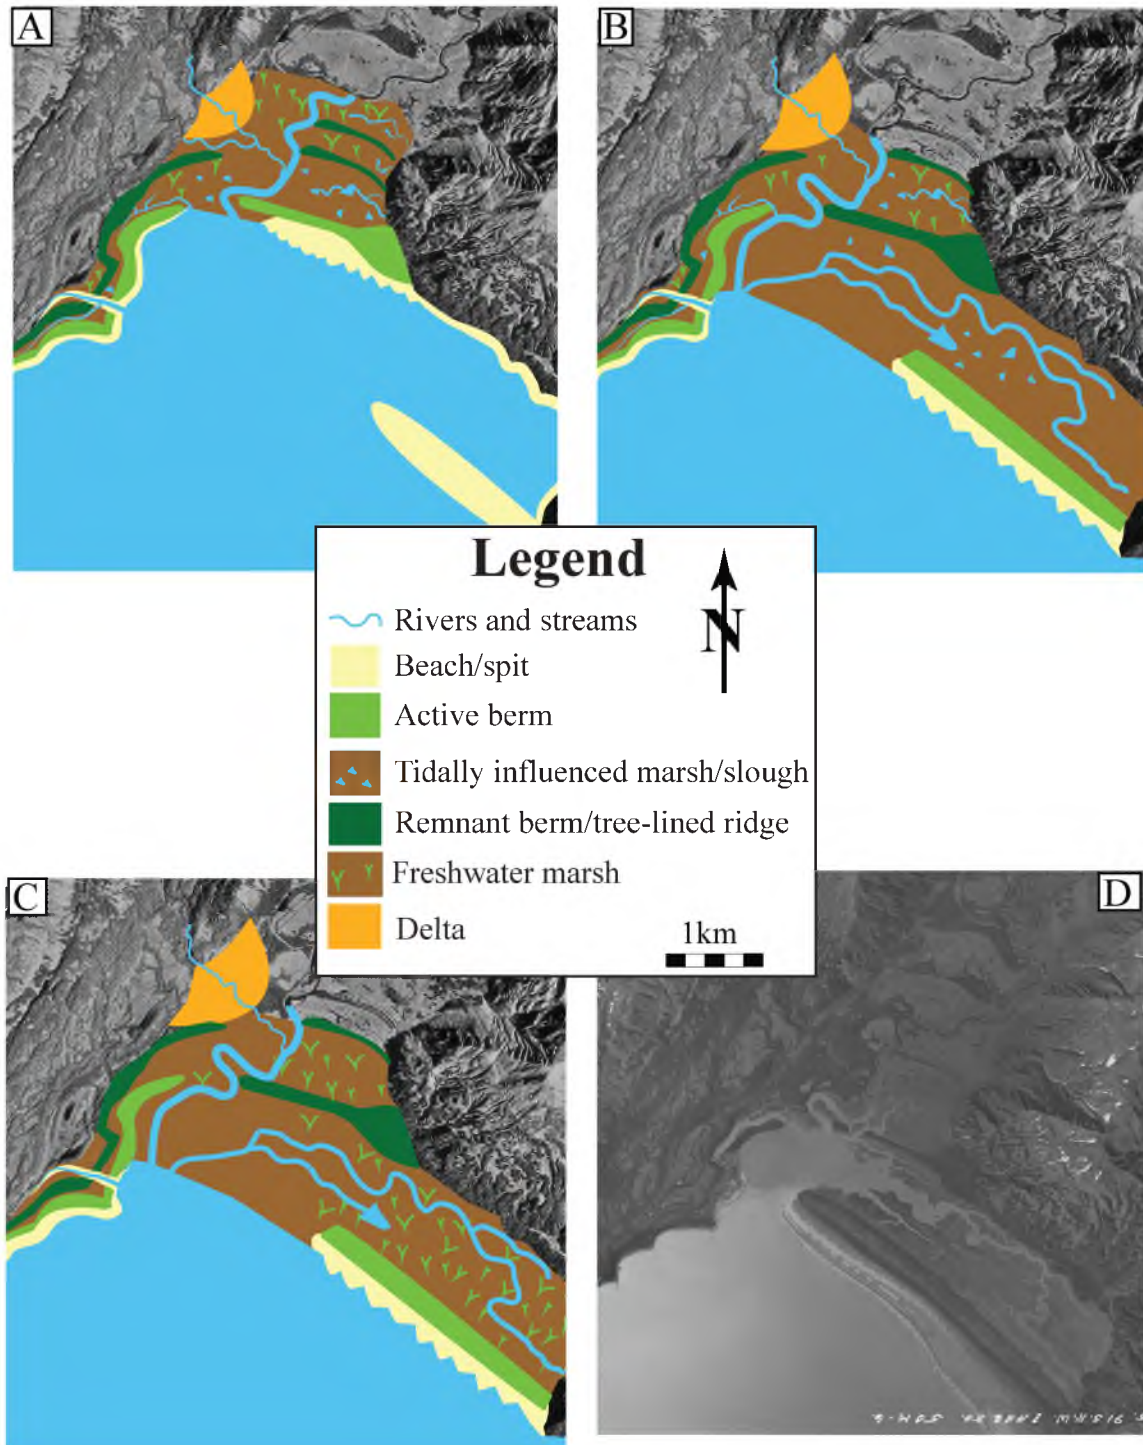 A
B
Legend
N
Rivers and streams
Beach/spit
Active berm
Tidally influenced marsh/slough
Remnant berm/tree-lined ridge
Freshwater marsh
Delta
1km
C
D